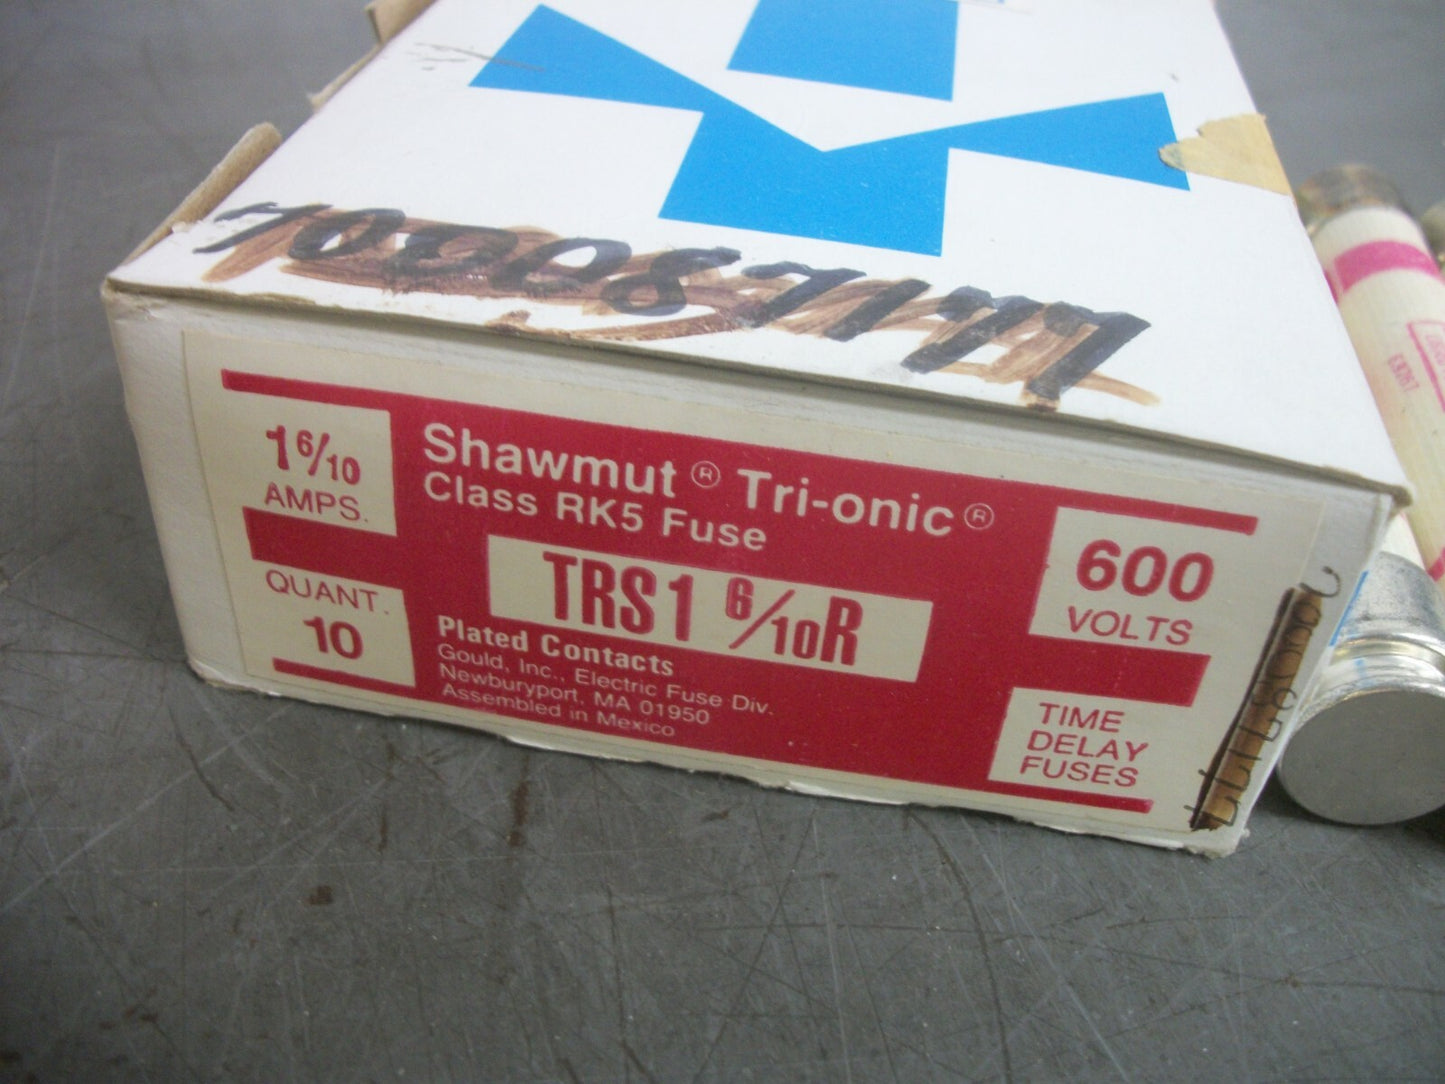 1 6/10
AMPS.
QUANT.
10
Shawmut® Tri-onic®
Class RK5 Fuse
TRS1 6/10R
Plated Contacts
Gould, Inc., Electric Fuse Div.
Newburyport, MA 01950
Assembled in Mexico
600
VOLTS
TIME
DELAY
FUSES